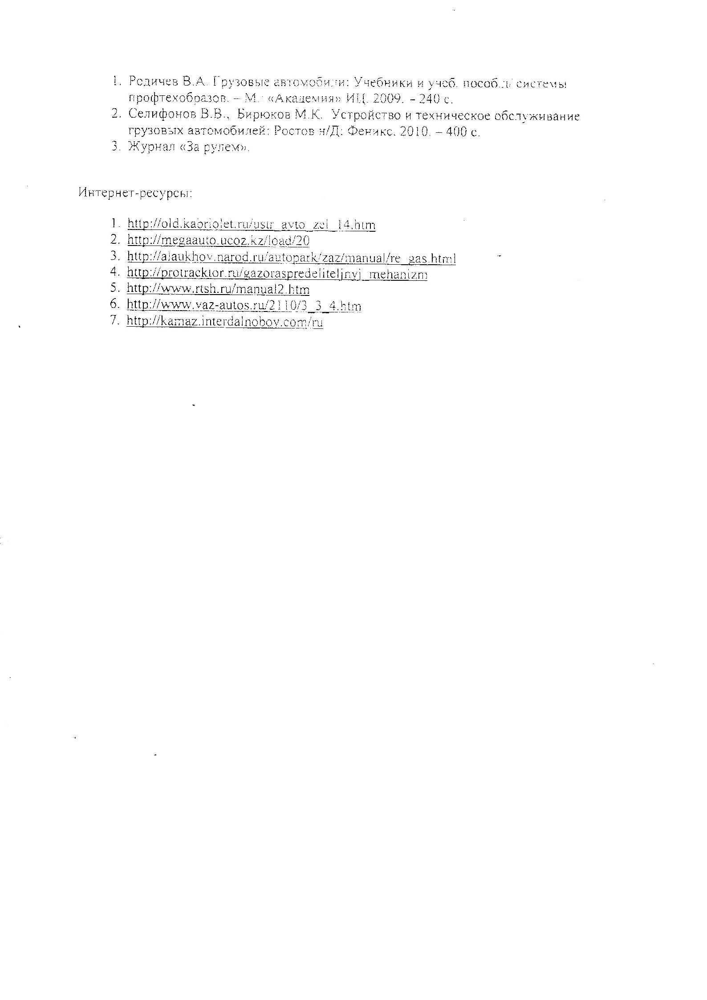 1. Родичев В.А. Грузовые автомобили: Учебники и учеб. пособ. системы
профтехобразов. – М.: «Академия» ИЦ. 2009. – 240 с.
2. Селифонов В.В., Бирюков М.К. Устройство и техническое обслуживание
грузовых автомобилей: Ростов н/Д: Феникс. 2010. – 400 с.
3. Журнал «За рулем».
Интернет-ресурсы:
1. http://old.kabriolet.ru/ustr_avto_zel_14.htm
2. http://megaauto.ucoz.kz/load/20
3. http://alaukhov.narod.ru/autopark/zaz/manual/re_gas.html
4. http://protracktor.ru/gazoraspredeliteljnyj_mehanizm
5. http://www.rtsh.ru/manual2.htm
6. http://www.vaz-autos.ru/2110/3_3_4.htm
7. http://kamaz.interdalnoboy.com/ru